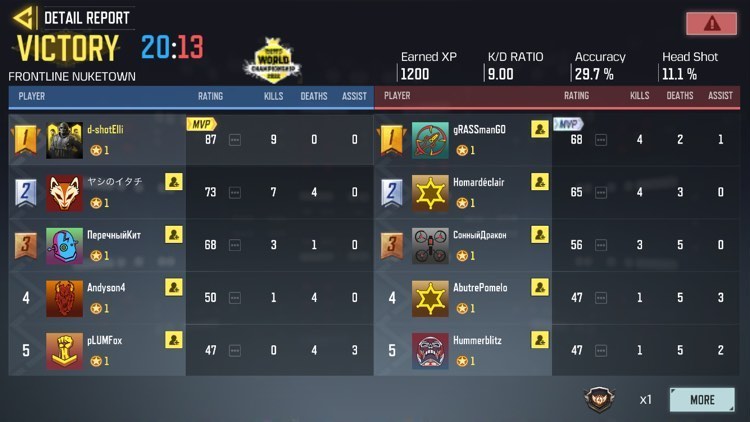 DETAIL REPORT
VICTORY 20:13
WORLD
CHAMPIONSHIP
FRONTLINE NUKETOWN
Earned XP K/D RATIO Accuracy Head Shot
1200 9.00 29.7 % 11.1 %
PLAYER RATING KILLS DEATHS ASSIST
1 d-shotElli 1 MVP 87 9 0 0
2 ヤシのイタチ 1 73 7 4 0
3 ПеречныйКит 1 68 3 1 0
4 Andyson4 1 50 1 4 0
5 pLUMFox 1 47 0 4 3
PLAYER RATING KILLS DEATHS ASSIST
1 gRASSmanGO 1 MVP 68 4 2 1
2 Homardéclair 1 65 4 3 0
3 СонныйДракон 1 56 3 5 0
4 AbutrePomelo 1 47 1 5 3
5 Hummerblitz 1 47 1 5 2
x1 MORE